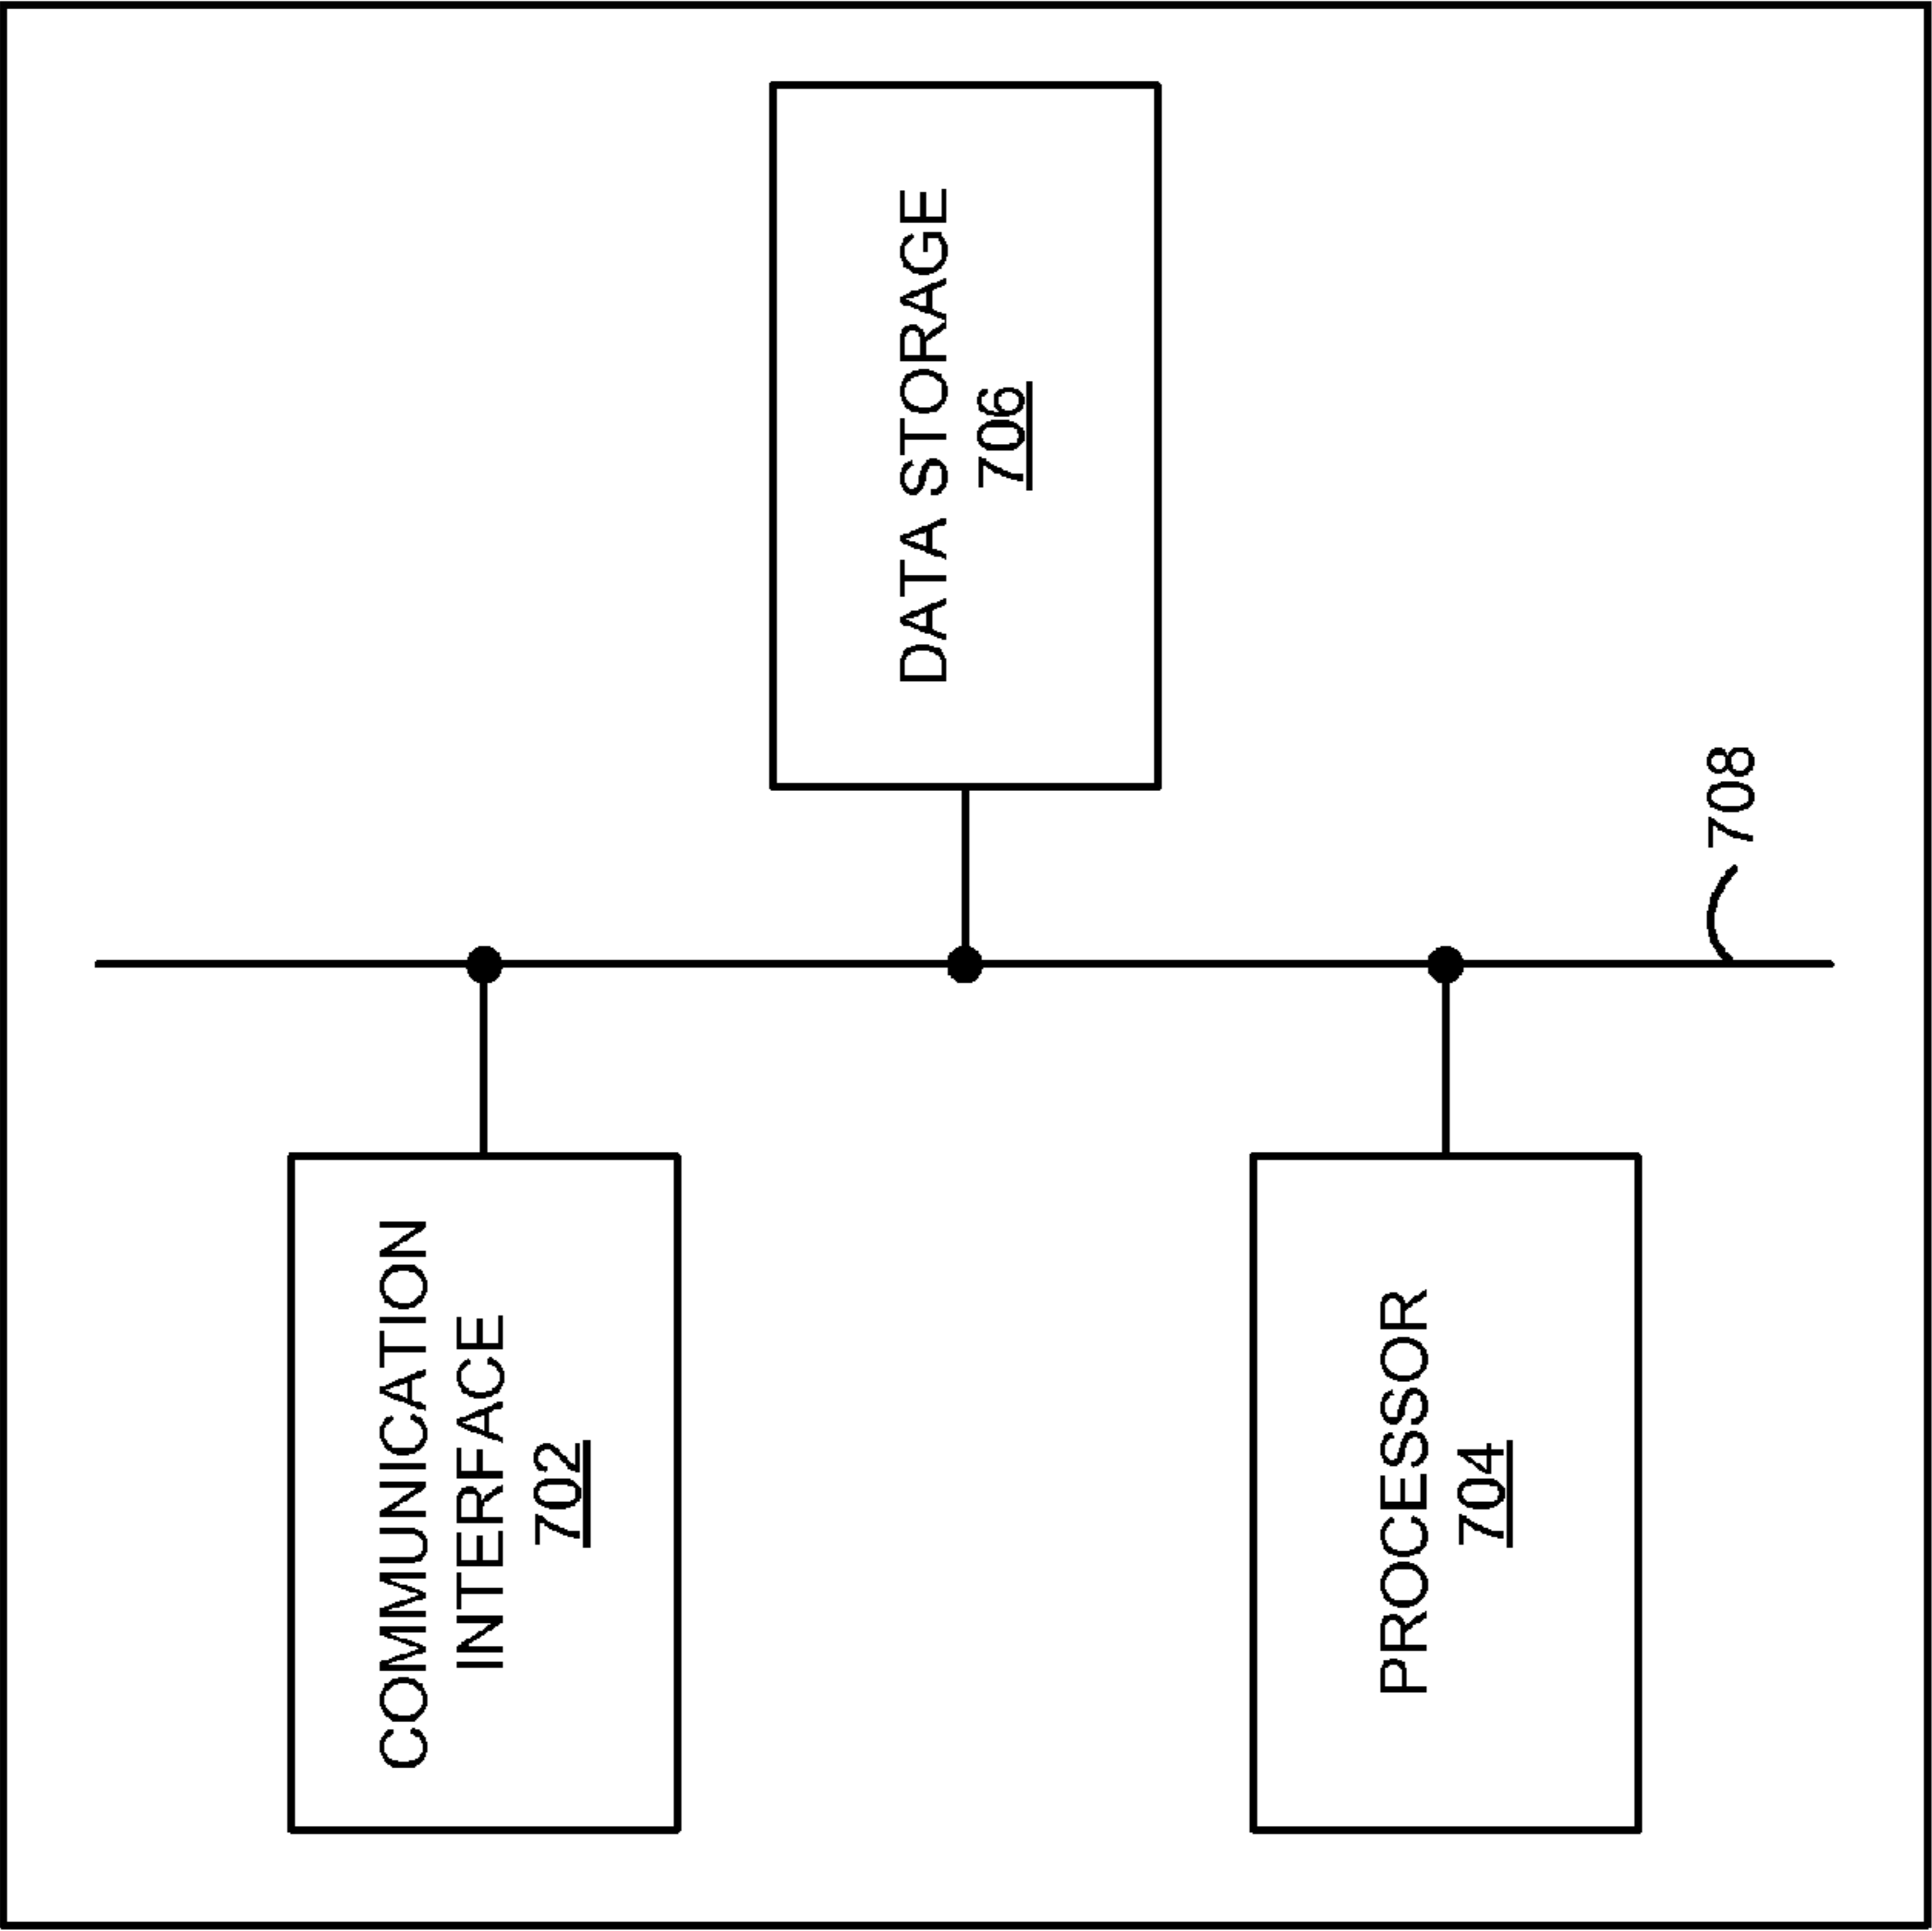 COMMUNICATION
INTERFACE
702
DATA STORAGE
706
PROCESSOR
704
708